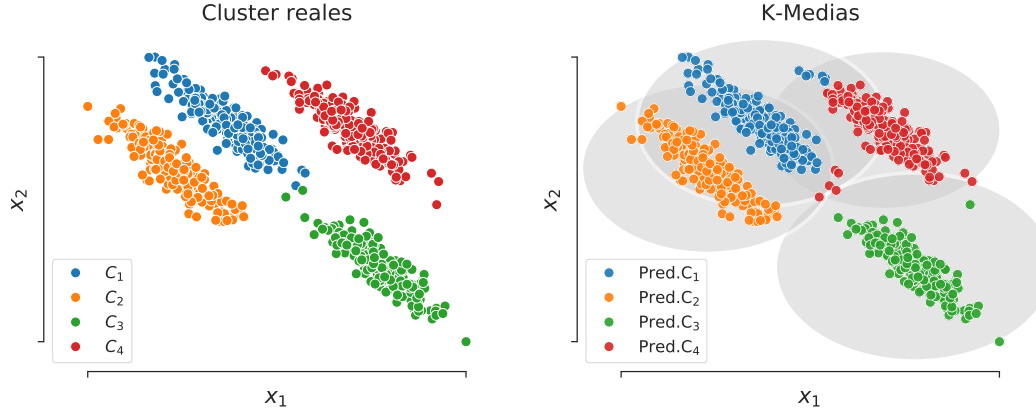 Cluster reales
x₂
C₁
C₂
C₃
C₄
x₁
K-Medias
x₂
Pred.C₁
Pred.C₂
Pred.C₃
Pred.C₄
x₁